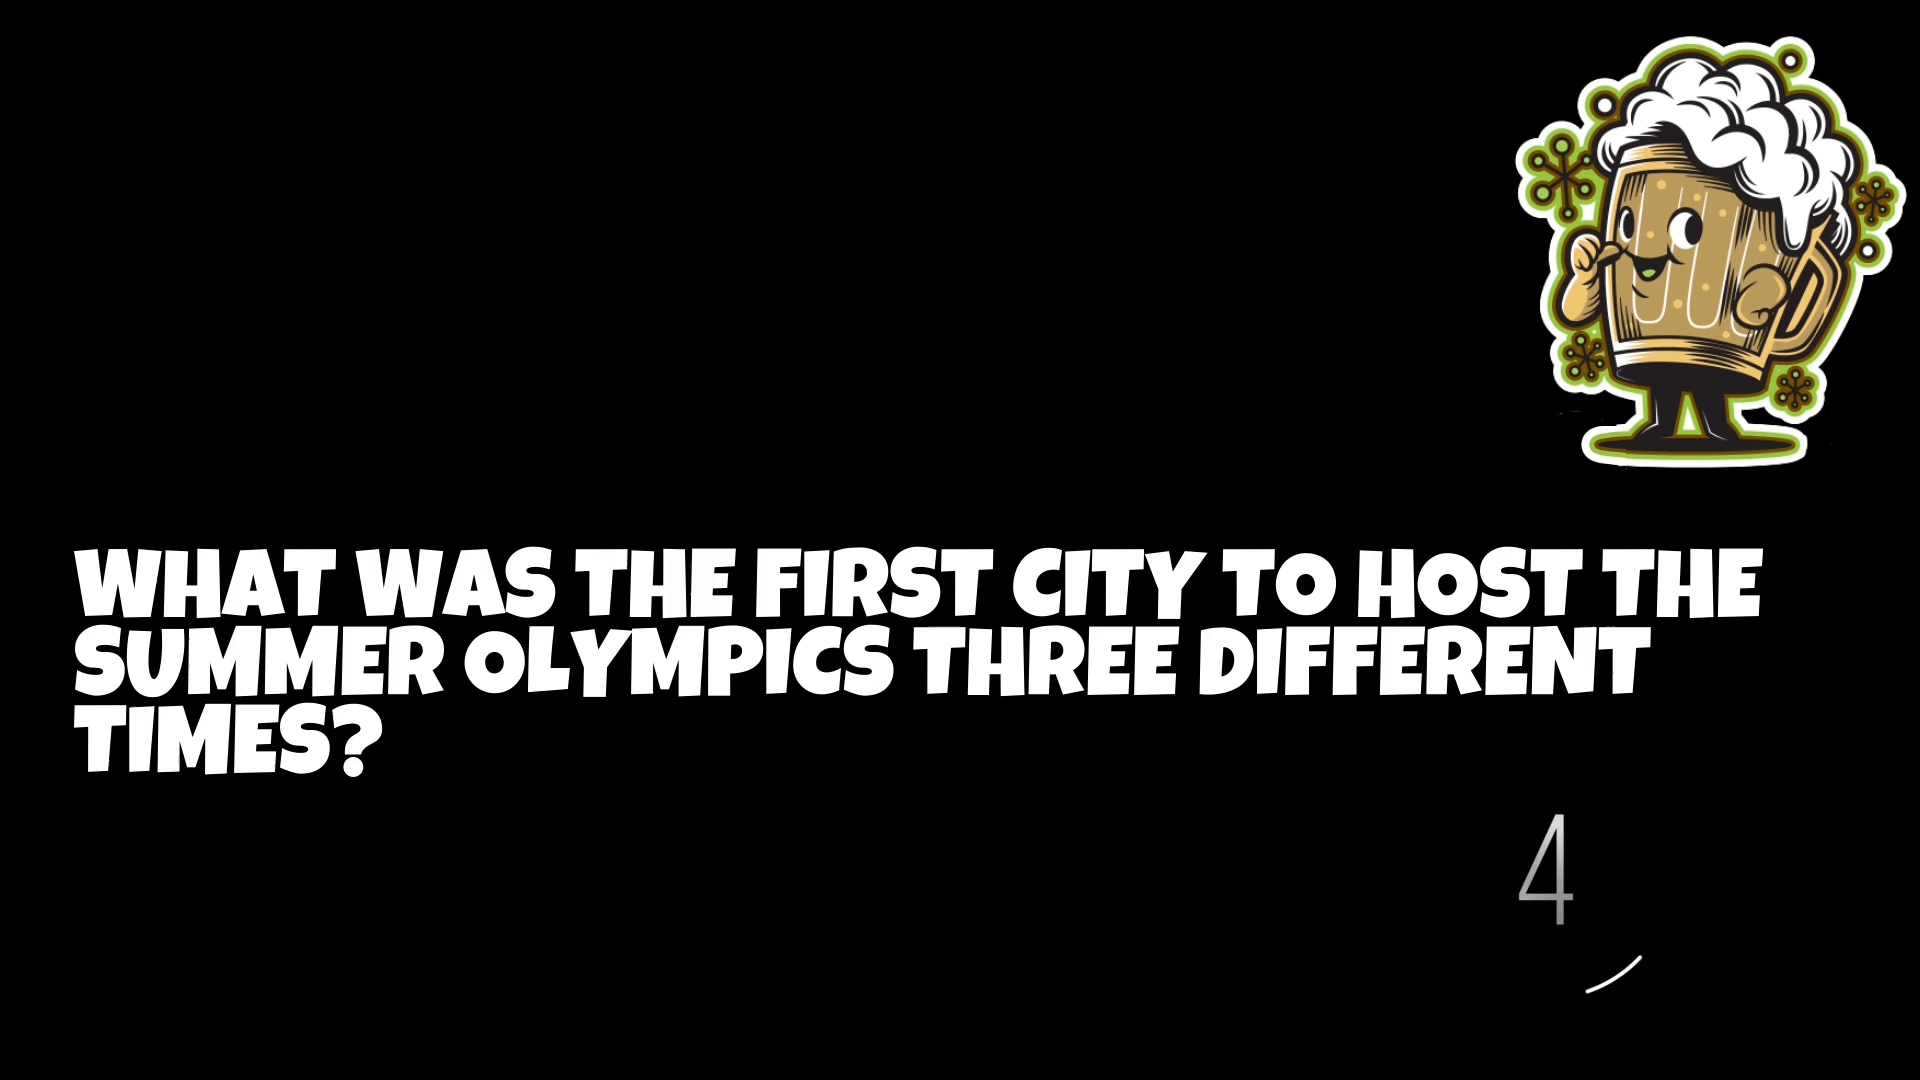 WHAT WAS THE FIRST CITY TO HOST THE
SUMMER OLYMPICS THREE DIFFERENT
TIMES?
4